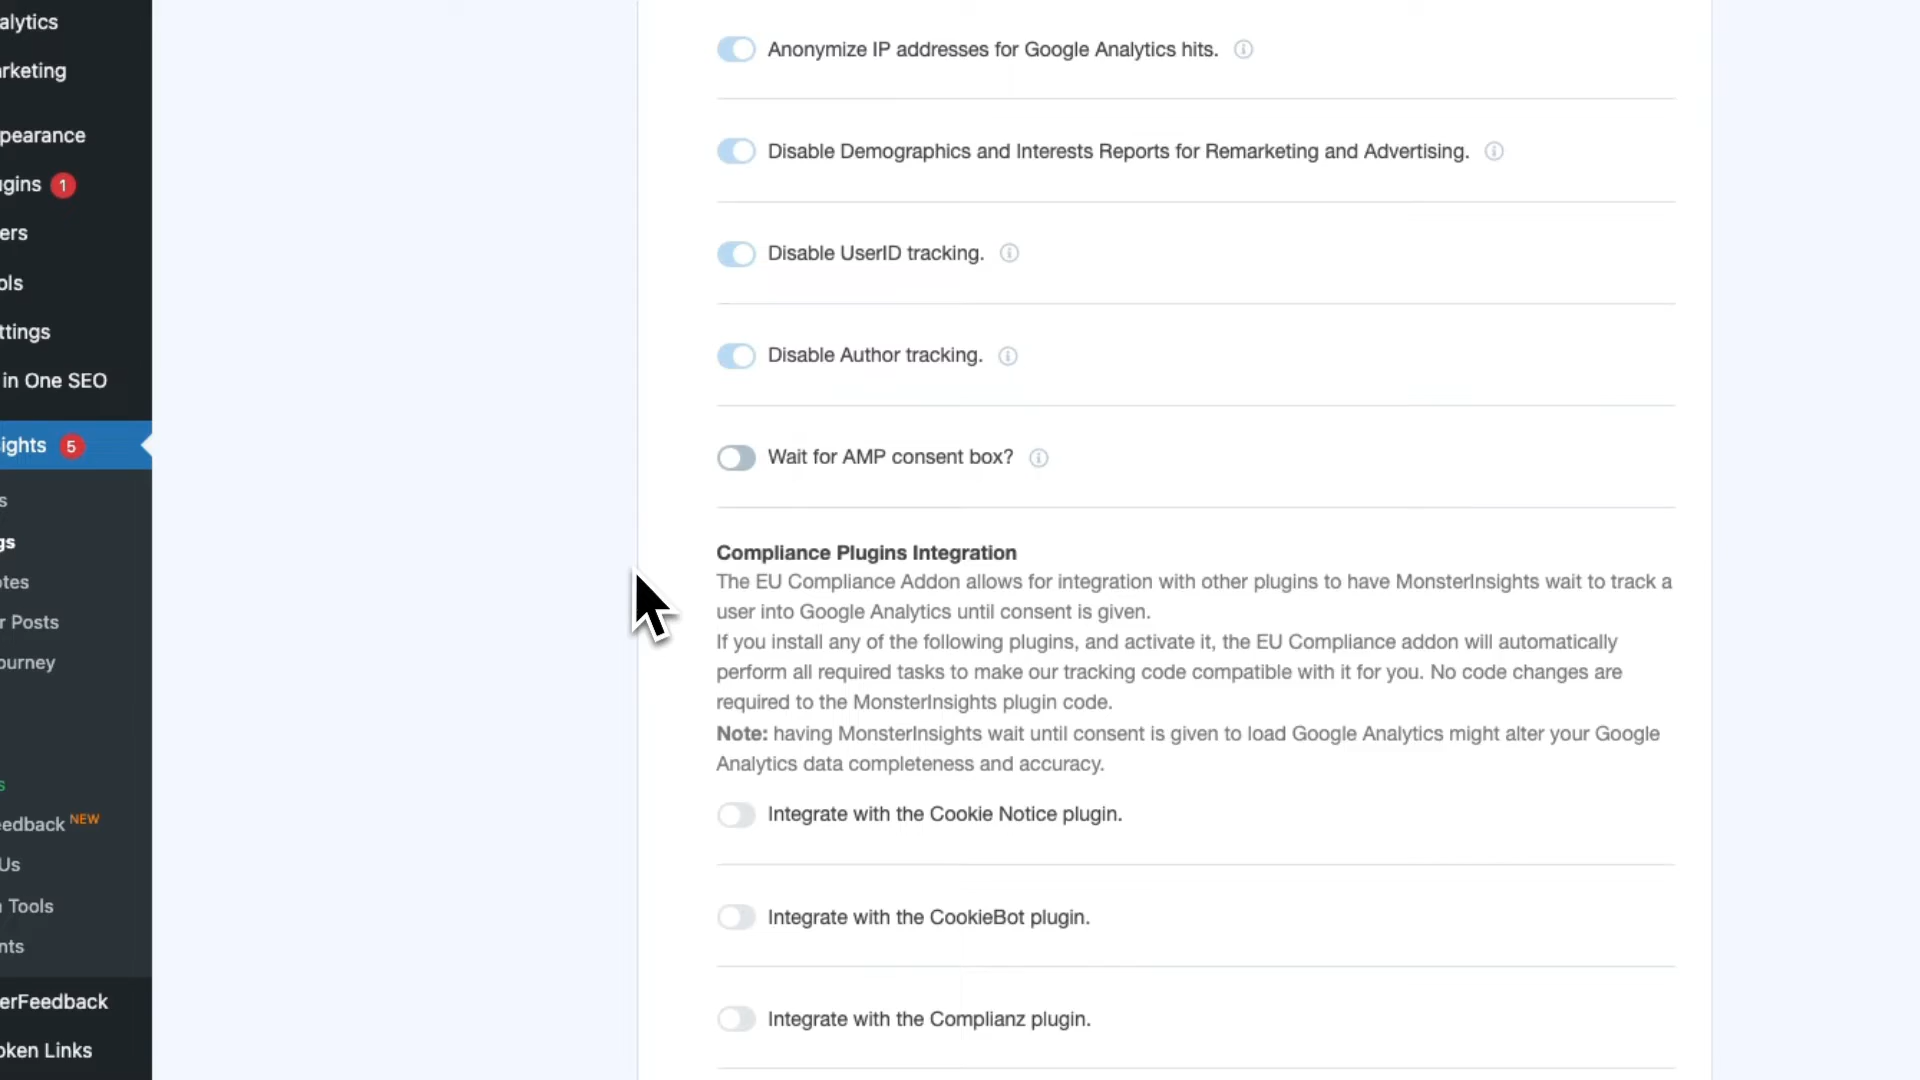 alytics
rketing
pearance
gins 1
ers
ols
ttings
in One SEO
ights 5
s
gs
otes
r Posts
ourney
s
eedback NEW
Us
Tools
nts
erFeedback
oken Links
Anonymize IP addresses for Google Analytics hits.
Disable Demographics and Interests Reports for Remarketing and Advertising.
Disable UserID tracking.
Disable Author tracking.
Wait for AMP consent box?
Compliance Plugins Integration
The EU Compliance Addon allows for integration with other plugins to have MonsterInsights wait to track a
user into Google Analytics until consent is given.
If you install any of the following plugins, and activate it, the EU Compliance addon will automatically
perform all required tasks to make our tracking code compatible with it for you. No code changes are
required to the MonsterInsights plugin code.
Note: having MonsterInsights wait until consent is given to load Google Analytics might alter your Google
Analytics data completeness and accuracy.
Integrate with the Cookie Notice plugin.
Integrate with the CookieBot plugin.
Integrate with the Complianz plugin.